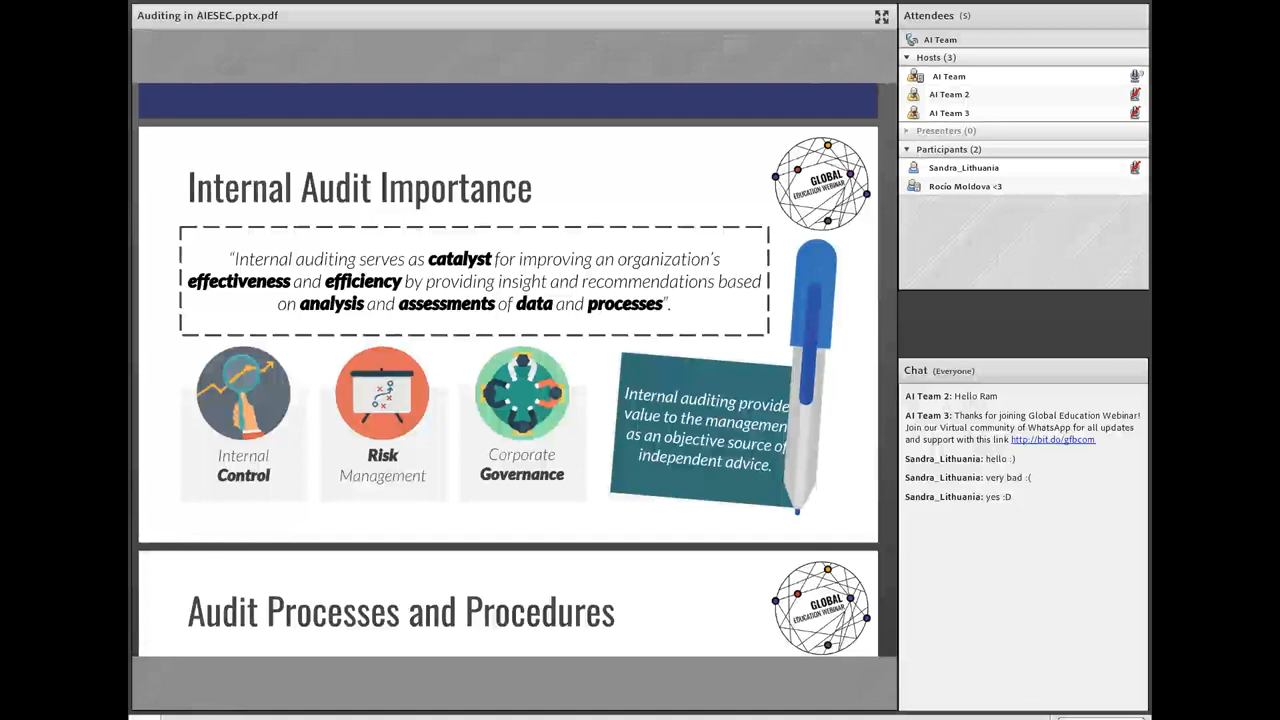 Auditing in AIESEC.pptx.pdf
Internal Audit Importance
GLOBAL
EDUCATION WEBINAR
“Internal auditing serves as catalyst for improving an organization’s
effectiveness and efficiency by providing insight and recommendations based
on analysis and assessments of data and processes”.
Internal
Control
Risk
Management
Corporate
Governance
Internal auditing provide
value to the managemen
as an objective source of
independent advice.
Audit Processes and Procedures
GLOBAL
EDUCATION WEBINAR
Attendees (5)
AI Team
Hosts (3)
AI Team
AI Team 2
AI Team 3
Presenters (0)
Participants (2)
Sandra_Lithuania
Rocío Moldova <3
Chat (Everyone)
AI Team 2: Hello Ram
AI Team 3: Thanks for joining Global Education Webinar!
Join our Virtual community of WhatsApp for all updates
and support with this link http://bit.do/gfbcom
Sandra_Lithuania: hello :)
Sandra_Lithuania: very bad :(
Sandra_Lithuania: yes :D